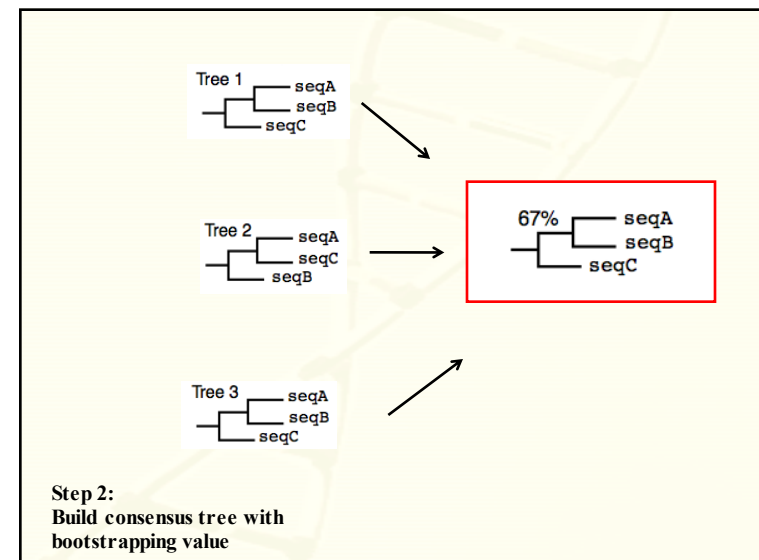 Tree 1
seqA
seqB
seqC
Tree 2
seqA
seqC
seqB
Tree 3
seqA
seqB
seqC
67%
seqA
seqB
seqC
Step 2:
Build consensus tree with
bootstrapping value